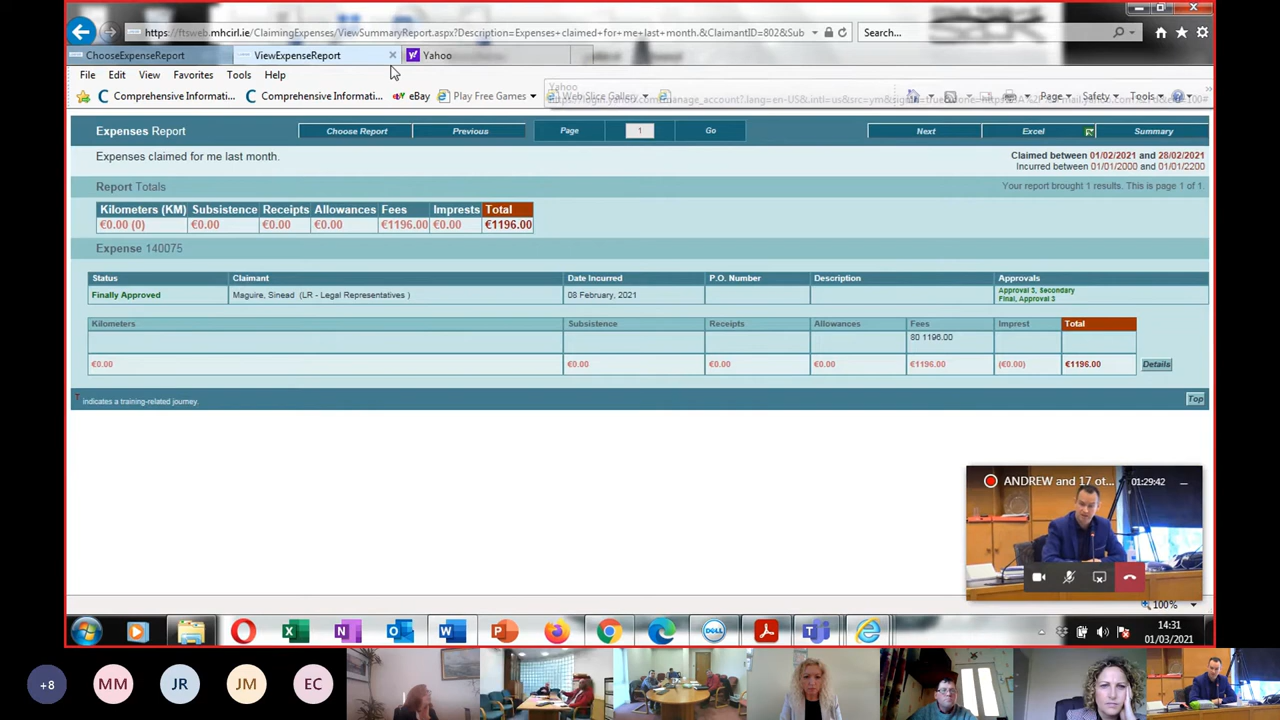 https://ftsweb.mhcirl.ie/ClaimingExpenses/ViewSummaryReport.aspx?Description=Expenses+claimed+for+me+last+month.&ClaimantID=802&Sub
Search...
ChooseExpenseReport
ViewExpenseReport
Yahoo
File Edit View Favorites Tools Help
Yahoo
Comprehensive Informati...
Comprehensive Informati...
eBay
Play Free Games
Web Slice Gallery
Page
Safety
Tools
Expenses Report
Choose Report
Previous
Page
1
Go
Next
Excel
Summary
Expenses claimed for me last month.
Claimed between 01/02/2021 and 28/02/2021
Incurred between 01/01/2000 and 01/01/2200
Report Totals
Your report brought 1 results. This is page 1 of 1.
Kilometers (KM) Subsistence Receipts Allowances Fees Imprests Total
€0.00 (0) €0.00 €0.00 €0.00 €1196.00 €0.00 €1196.00
Expense 140075
Status Claimant Date Incurred P.O. Number Description Approvals
Finally Approved Maguire, Sinead (LR - Legal Representatives ) 08 February, 2021 Approval 3, Secondary
Final, Approval 3
Kilometers Subsistence Receipts Allowances Fees Imprest Total
80 1196.00
€0.00 €0.00 €0.00 €0.00 €1196.00 (€0.00) €1196.00 Details
T indicates a training-related journey.
Top
ANDREW and 17 ot...
01:29:42
100%
14:31
01/03/2021
+8
MM
JR
JM
EC